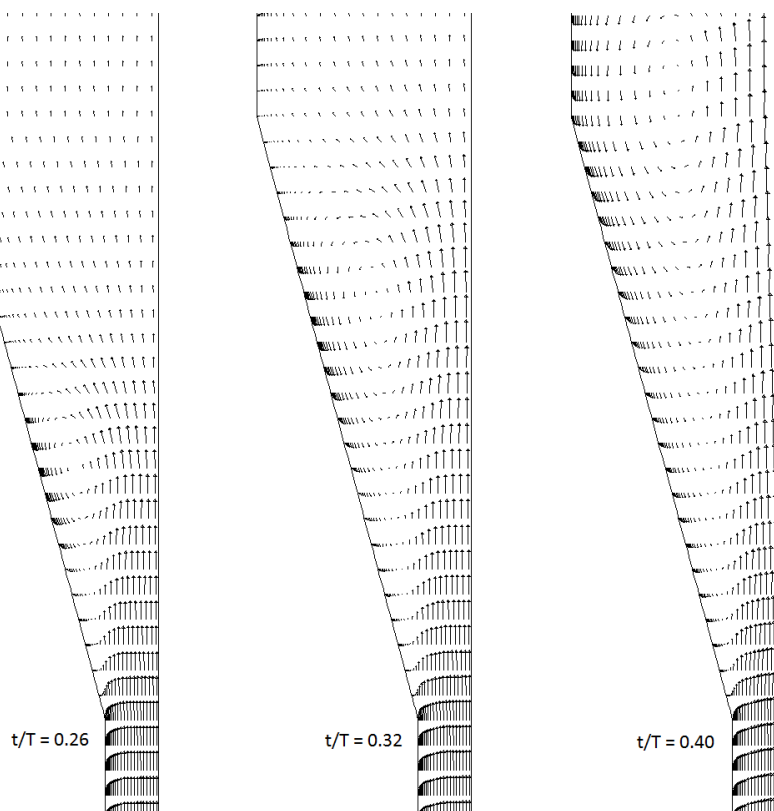 t/T = 0.26
t/T = 0.32
t/T = 0.40